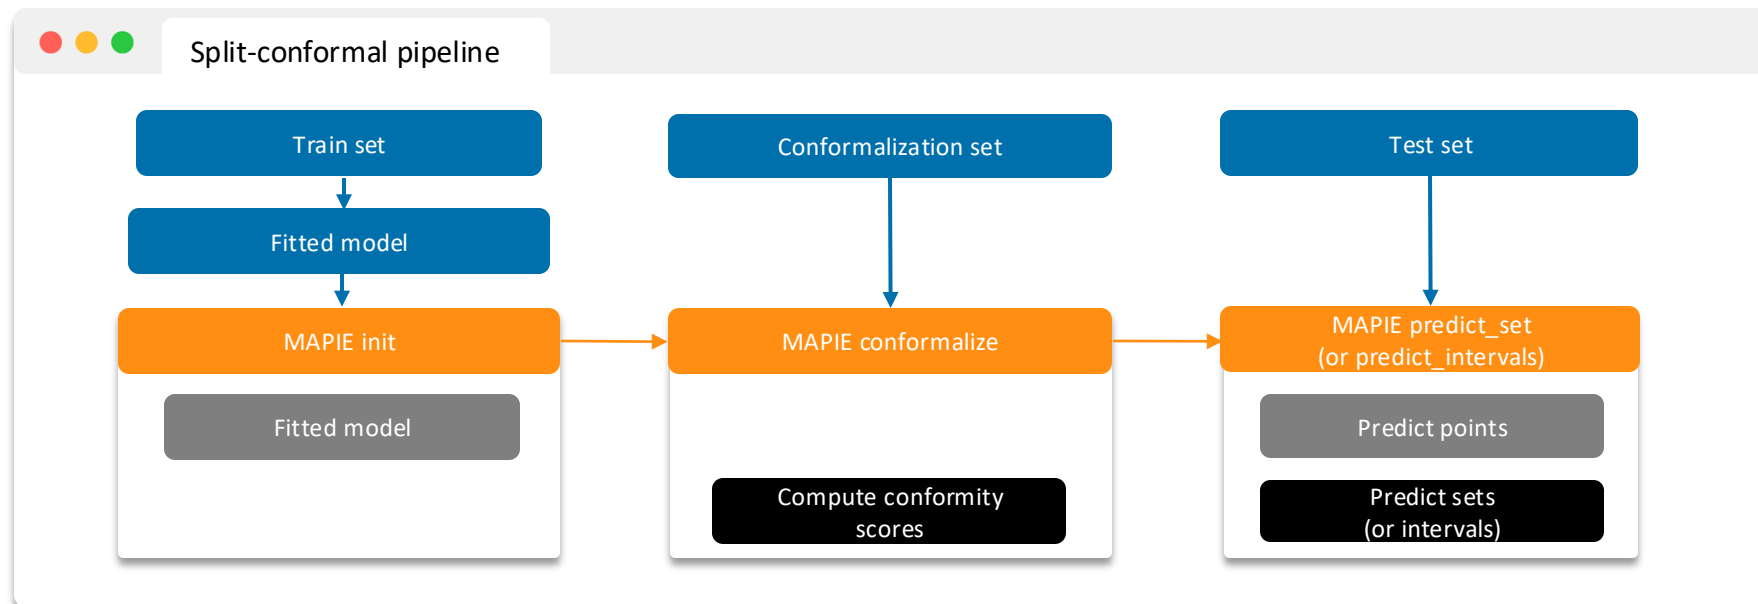 Split-conformal pipeline
Train set
Conformalization set
Test set
Fitted model
MAPIE init
MAPIE conformalize
MAPIE predict_set
(or predict_intervals)
Fitted model
Predict points
Compute conformity
scores
Predict sets
(or intervals)